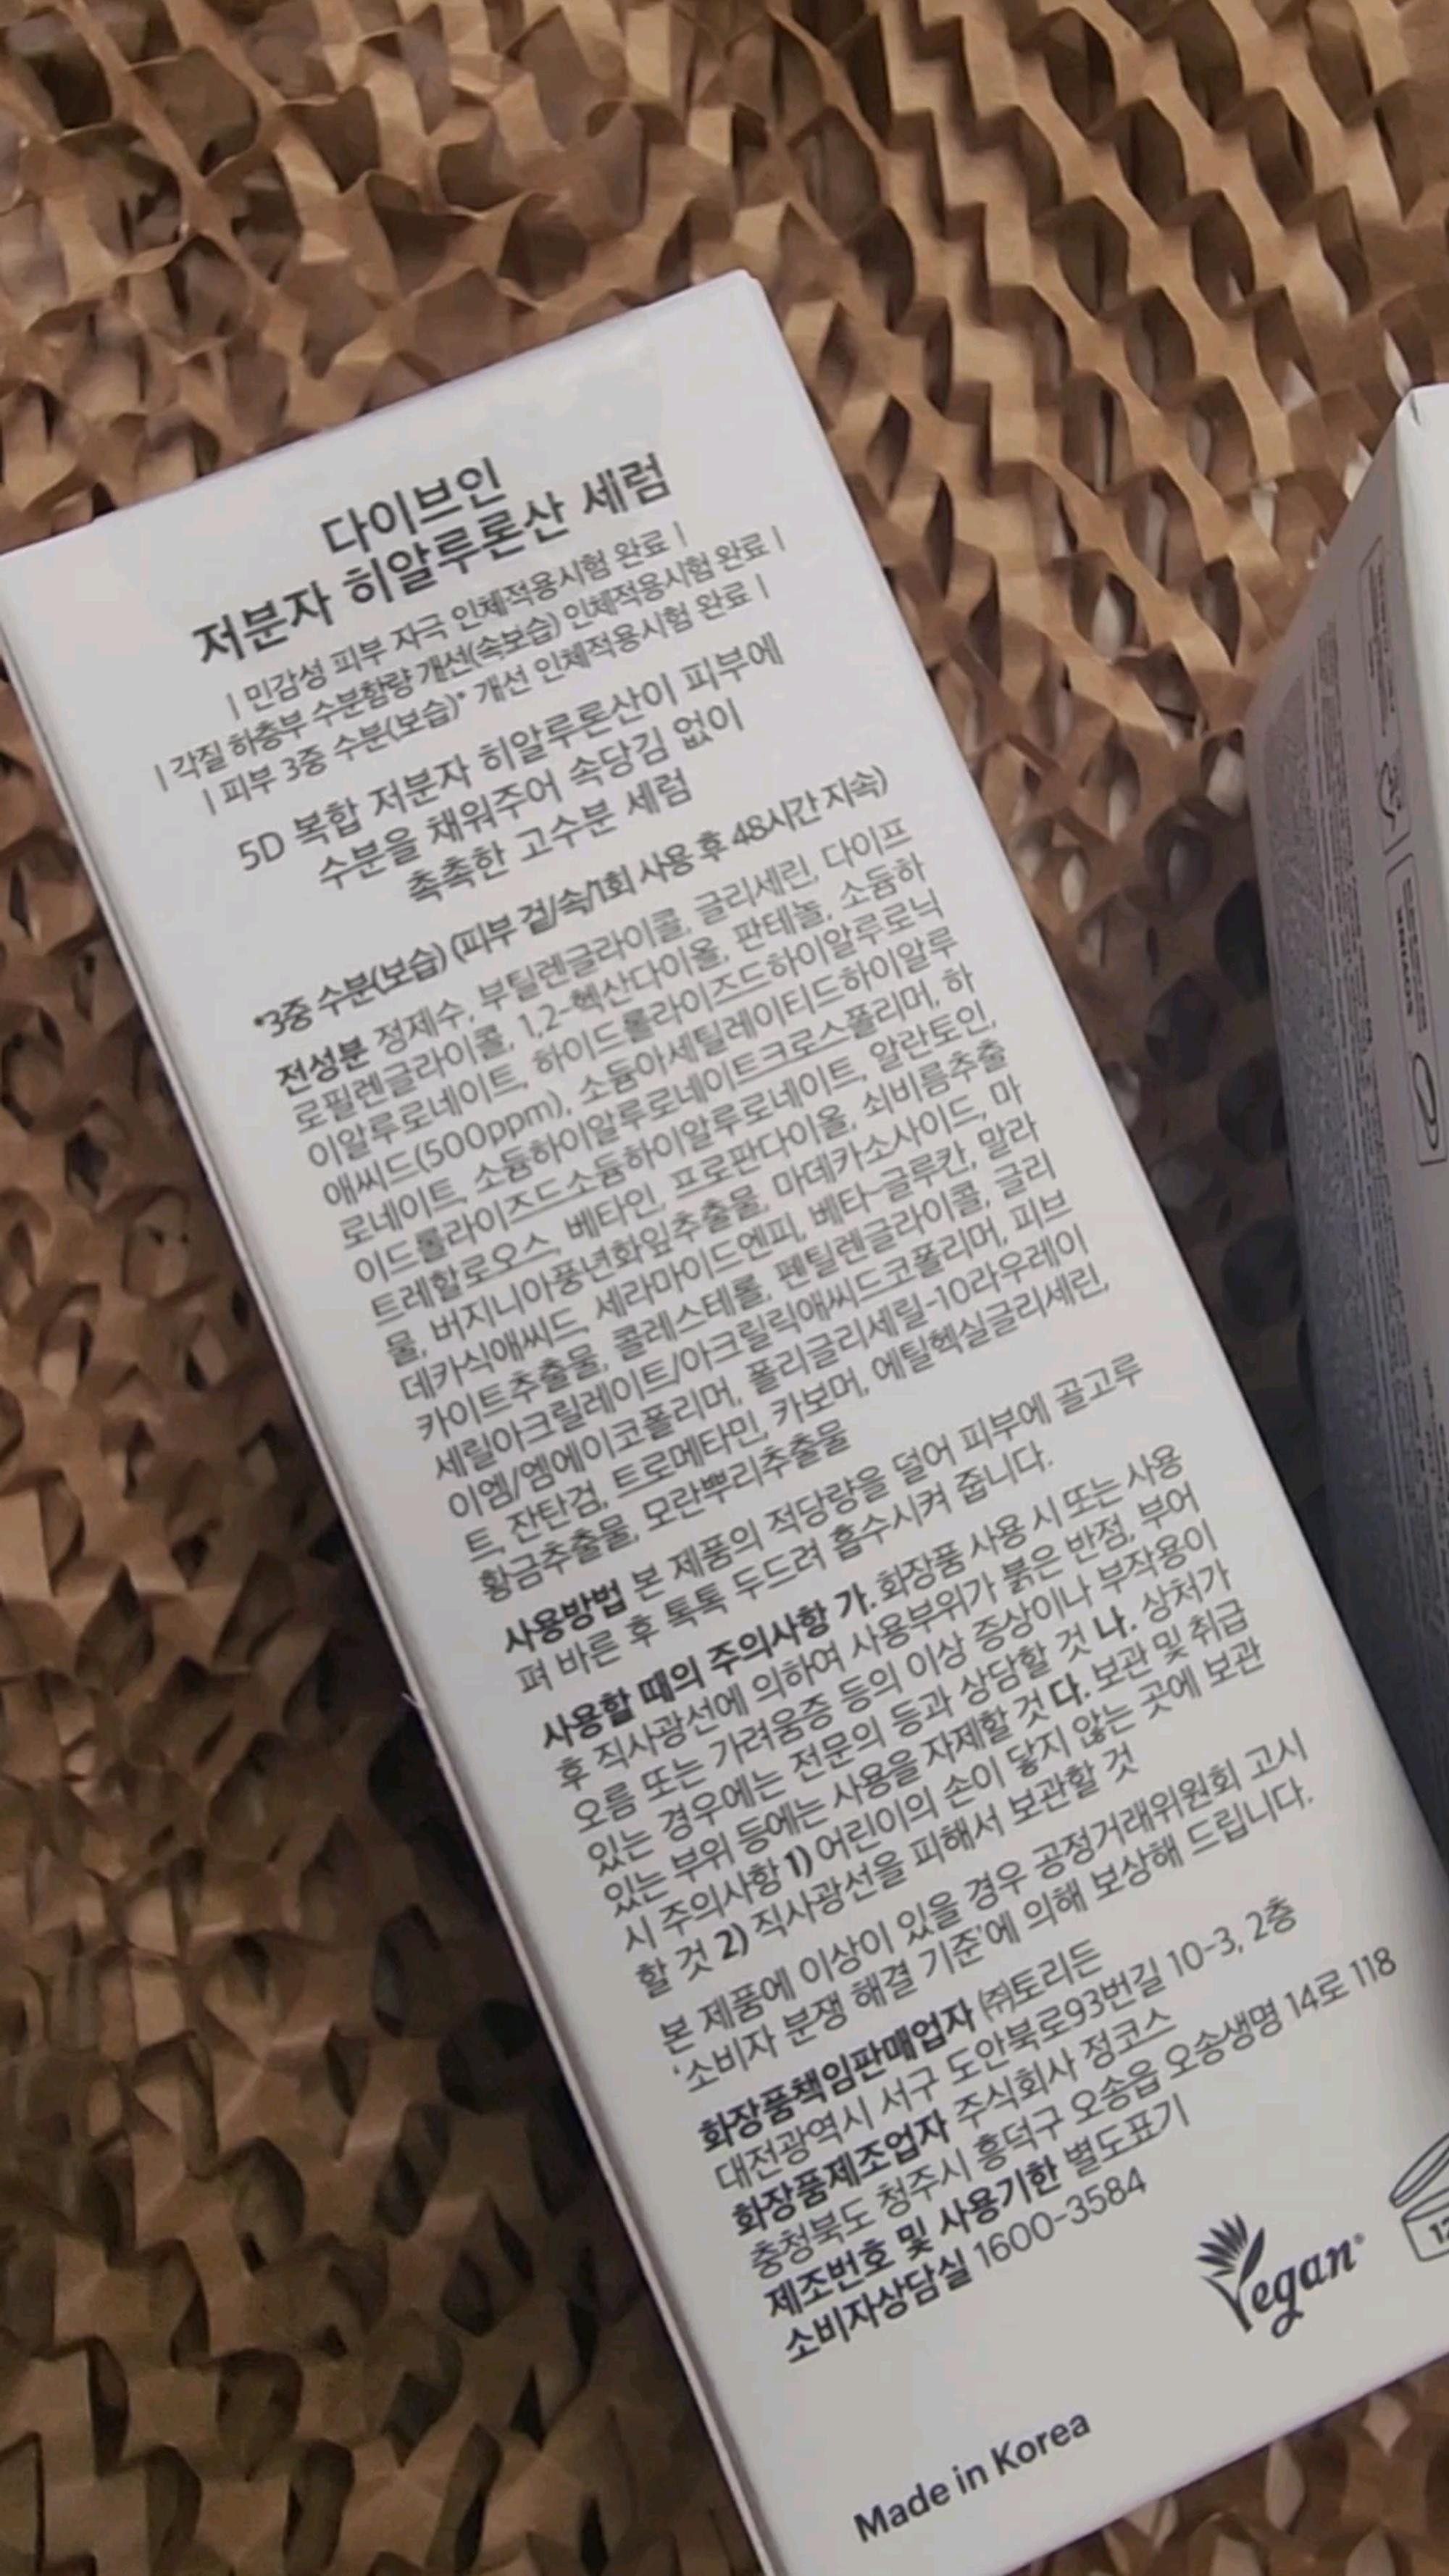 다이브인
저분자 히알루론산 세럼
| 민감성 피부 자극 인체적용시험 완료 |
| 각질 하층부 수분함량 개선(속보습) 인체적용시험 완료 |
| 피부 3중 수분(보습)* 개선 인체적용시험 완료 |
5D 복합 저분자 히알루론산이 피부에
수분을 채워주어 속당김 없이
촉촉한 고수분 세럼
*3중 수분(보습) (피부 겉/속/1회 사용 후 48시간 지속)
전성분 정제수, 부틸렌글라이콜, 글리세린, 다이프
로필렌글라이콜, 1,2-헥산다이올, 판테놀, 소듐하
이알루로네이트, 하이드롤라이즈드하이알루로닉
애씨드(500ppm), 소듐아세틸레이티드하이알루
로네이트, 소듐하이알루로네이트크로스폴리머, 하
이드롤라이즈드소듐하이알루로네이트, 알란토인,
트레할로오스, 베타인, 프로판다이올, 쇠비름추출
물, 버지니아풍년화잎추출물, 마데카소사이드, 마
데카식애씨드, 세라마이드엔피, 베타-글루칸, 말라
카이트추출물, 콜레스테롤, 펜틸렌글라이콜, 글리
세릴아크릴레이트/아크릴릭애씨드코폴리머, 피브
이엠/엠에이코폴리머, 폴리글리세릴-10라우레이
트, 잔탄검, 트로메타민, 카보머, 에틸헥실글리세린,
황금추출물, 모란뿌리추출물
사용방법 본 제품의 적당량을 덜어 피부에 골고루
펴 바른 후 톡톡 두드려 흡수시켜 줍니다.
사용할 때의 주의사항 가. 화장품 사용 시 또는 사용
후 직사광선에 의하여 사용부위가 붉은 반점, 부어
오름 또는 가려움증 등의 이상 증상이나 부작용이
있는 경우에는 전문의 등과 상담할 것 나. 상처가
있는 부위 등에는 사용을 자제할 것 다. 보관 및 취급
시 주의사항 1) 어린이의 손이 닿지 않는 곳에 보관
할 것 2) 직사광선을 피해서 보관할 것
본 제품에 이상이 있을 경우 공정거래위원회 고시
'소비자 분쟁 해결 기준'에 의해 보상해 드립니다.
화장품책임판매업자 ㈜토리든
대전광역시 서구 도안북로93번길 10-3, 2층
화장품제조업자 주식회사 정코스
충청북도 청주시 흥덕구 오송읍 오송생명 14로 118
제조번호 및 사용기한 별도표기
소비자상담실 1600-3584
Vegan
Made in Korea